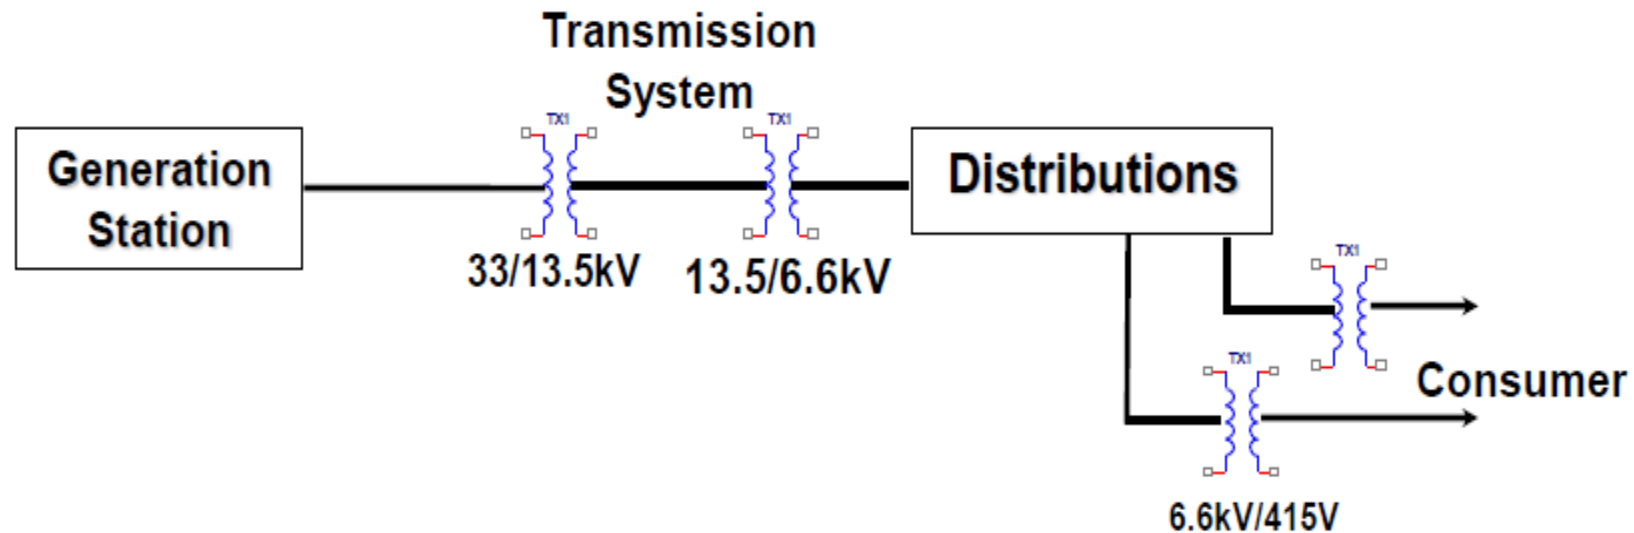 Transmission
System
TX1
TX1
Generation
Station
Distributions
33/13.5kV
13.5/6.6kV
TX1
TX1
Consumer
6.6kV/415V